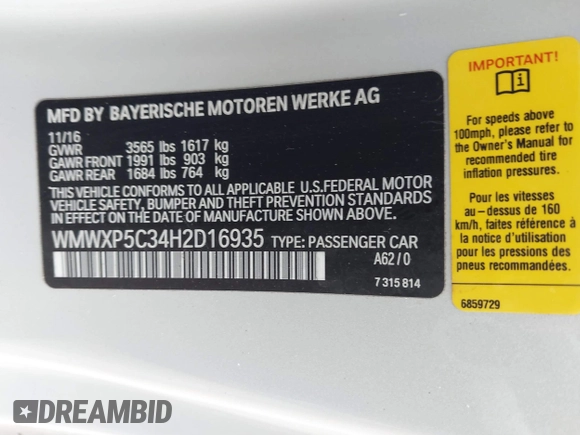 MFD BY BAYERISCHE MOTOREN WERKE AG
11/16
GVWR 3565 lbs 1617 kg
GAWR FRONT 1991 lbs 903 kg
GAWR REAR 1684 lbs 764 kg
THIS VEHICLE CONFORMS TO ALL APPLICABLE U.S.FEDERAL MOTOR
VEHICLE SAFETY, BUMPER AND THEFT PREVENTION STANDARDS
IN EFFECT ON THE DATE OF MANUFACTURE SHOWN ABOVE.
WMWXP5C34H2D16935 TYPE: PASSENGER CAR
A62/0
7 315 814
IMPORTANT!
For speeds above
100mph, please refer to
the Owner's Manual for
recommended tire
inflation pressures.
Pour les vitesses
au-dessus de 160
km/h, faites référence
à la notice d'utilisation
des pneus
recommandées.
6859729
DREAMBID